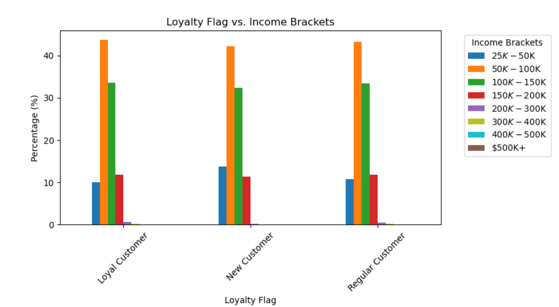 Loyalty Flag vs. Income Brackets
Percentage (%)
40
30
20
10
0
Loyal Customer
New Customer
Regular Customer
Loyalty Flag
Income Brackets
25K − 50K
50K − 100K
100K − 150K
150K − 200K
200K − 300K
300K − 400K
400K − 500K
$500K+